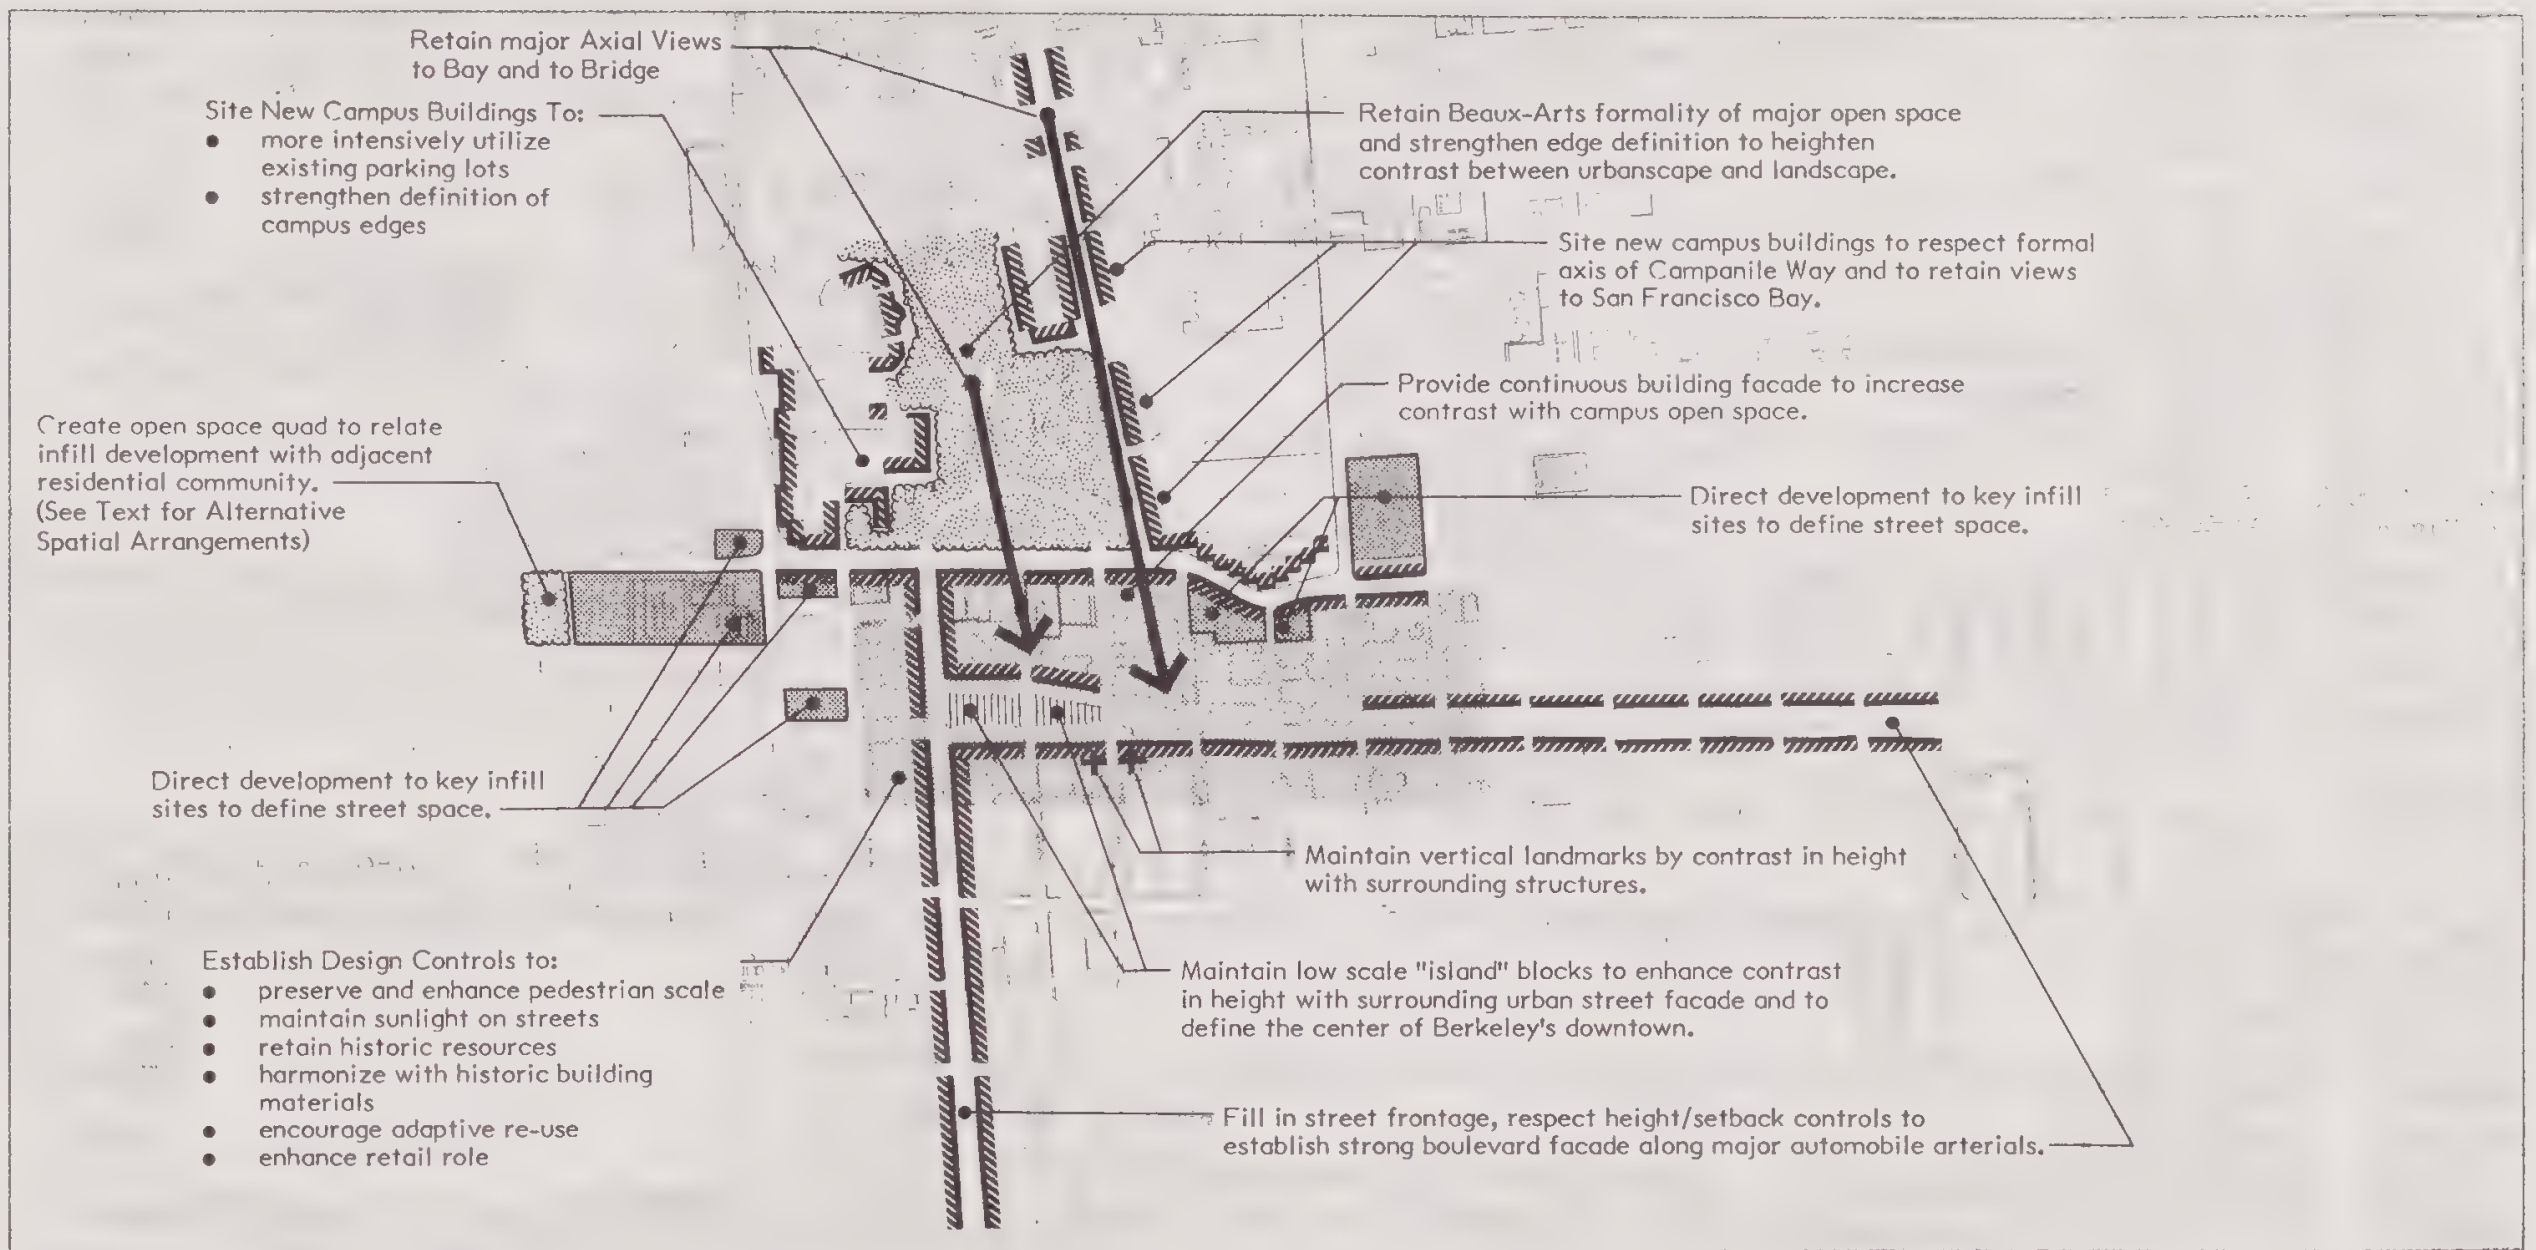 Retain major Axial Views
to Bay and to Bridge
Site New Campus Buildings To:
● more intensively utilize
existing parking lots
● strengthen definition of
campus edges
Retain Beaux-Arts formality of major open space
and strengthen edge definition to heighten
contrast between urbanscape and landscape.
Site new campus buildings to respect formal
axis of Campanile Way and to retain views
to San Francisco Bay.
Provide continuous building facade to increase
contrast with campus open space.
Create open space quad to relate
infill development with adjacent
residential community.
(See Text for Alternative
Spatial Arrangements)
Direct development to key infill
sites to define street space.
Direct development to key infill
sites to define street space.
Maintain vertical landmarks by contrast in height
with surrounding structures.
Establish Design Controls to:
● preserve and enhance pedestrian scale
● maintain sunlight on streets
● retain historic resources
● harmonize with historic building
materials
● encourage adaptive re-use
● enhance retail role
Maintain low scale "island" blocks to enhance contrast
in height with surrounding urban street facade and to
define the center of Berkeley's downtown.
Fill in street frontage, respect height/setback controls to
establish strong boulevard facade along major automobile arterials.